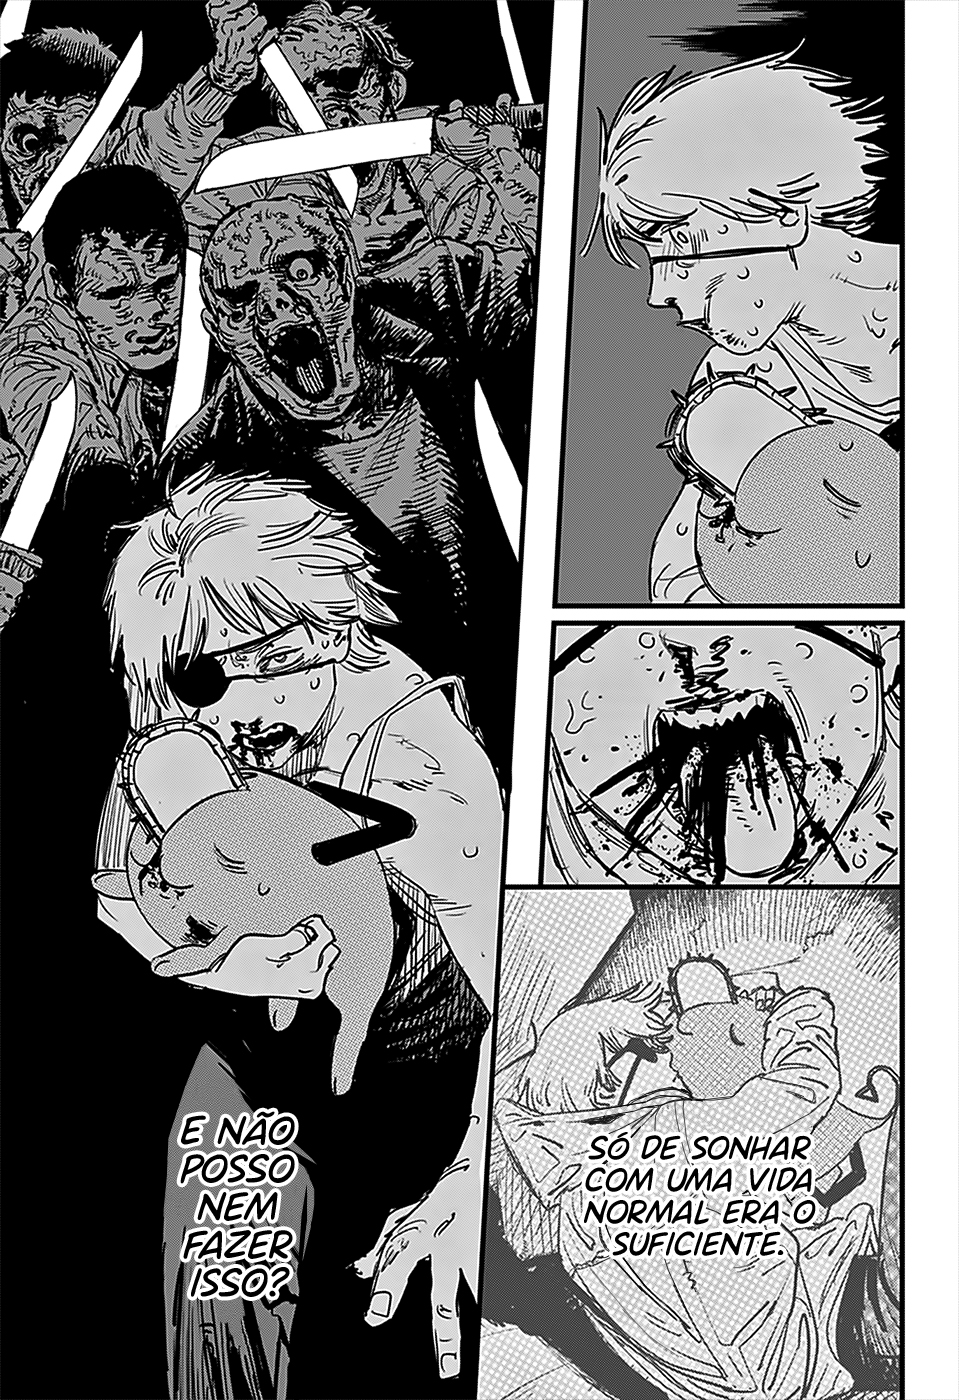 SÓ DE SONHAR
COM UMA VIDA
NORMAL ERA O
SUFICIENTE.
E NÃO
POSSO
NEM
FAZER
ISSO?